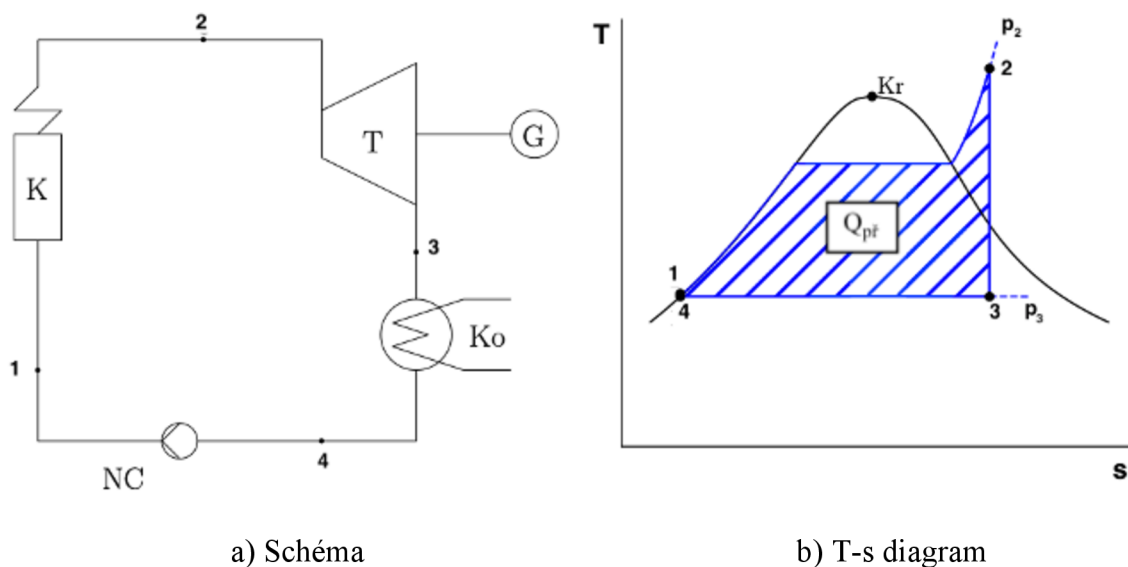 2
K
T
G
3
Ko
1
NC
4
a) Schéma
T
p₂
2
Kr
Qpř
1
4
3
p₃
s
b) T-s diagram